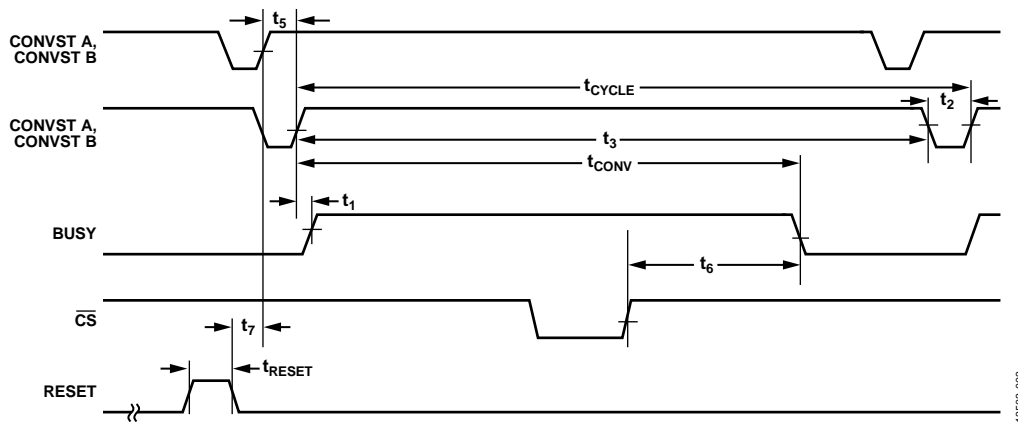 t5
CONVST A,
CONVST B
tCYCLE
t2
CONVST A,
CONVST B
t3
tCONV
t1
BUSY
t6
CS
t7
tRESET
RESET